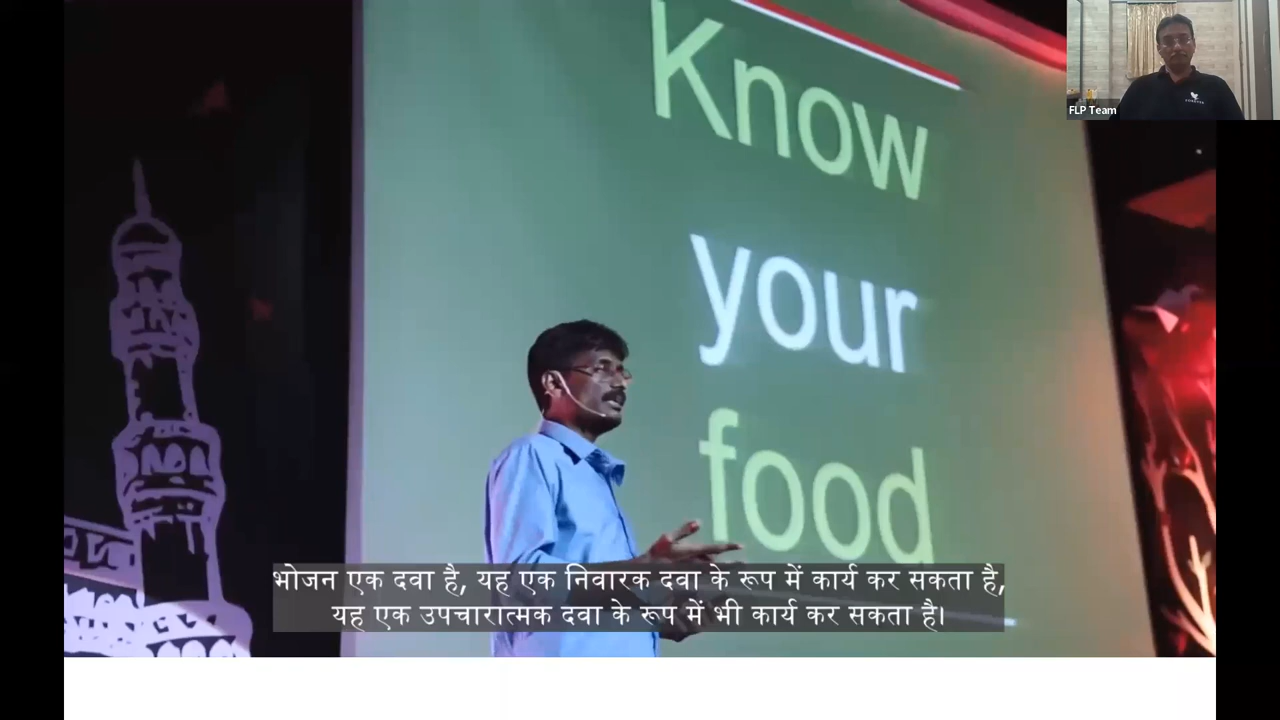 Know
your
food
FLP Team
भोजन एक दवा है, यह एक निवारक दवा के रूप में कार्य कर सकता है,
यह एक उपचारात्मक दवा के रूप में भी कार्य कर सकता है।